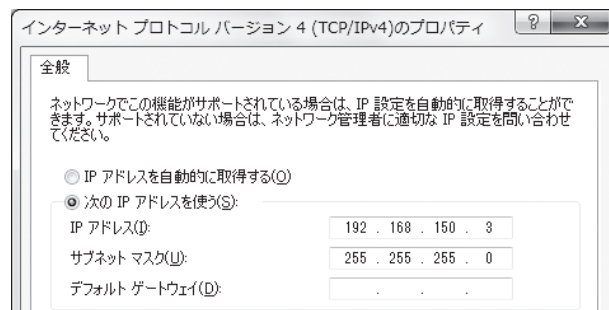 インターネット プロトコル バージョン 4 (TCP/IPv4)のプロパティ
全般
ネットワークでこの機能がサポートされている場合は、IP 設定を自動的に取得することがで
きます。サポートされていない場合は、ネットワーク管理者に適切な IP 設定を問い合わせ
てください。
IP アドレスを自動的に取得する(O)
次の IP アドレスを使う(S):
IP アドレス(I): 192 . 168 . 150 . 3
サブネット マスク(U): 255 . 255 . 255 . 0
デフォルト ゲートウェイ(D): . . .